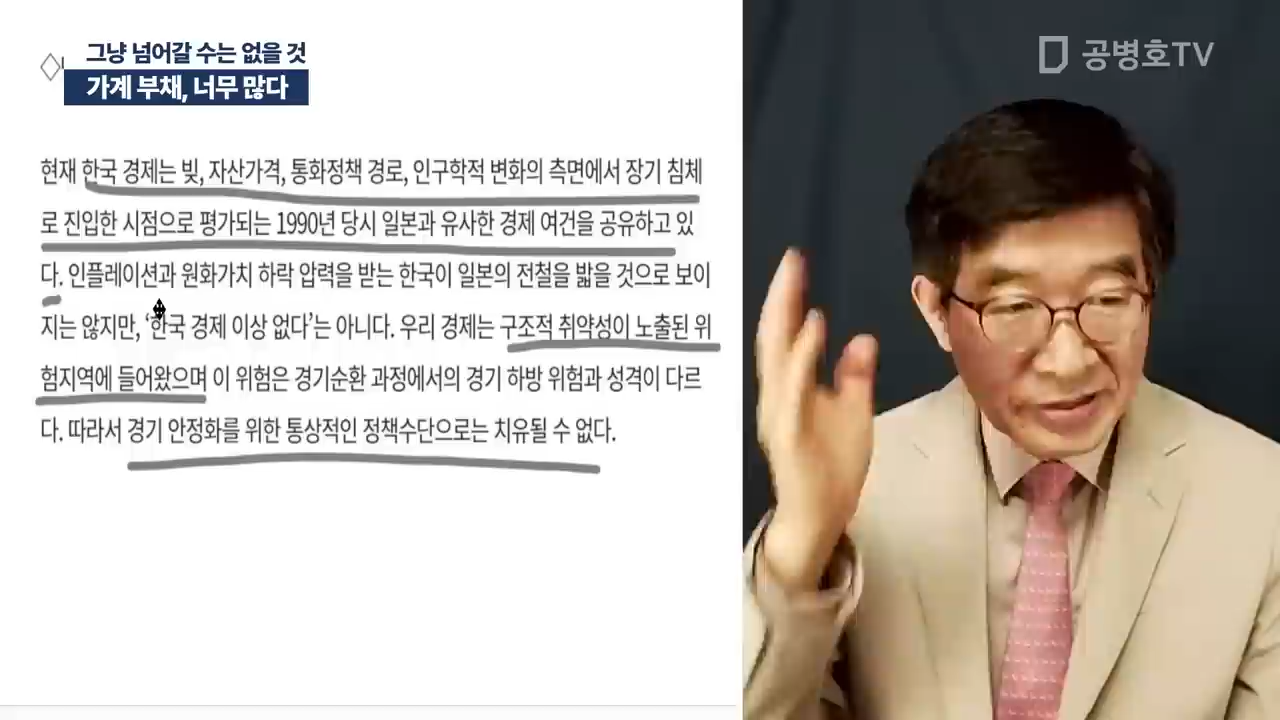 그냥 넘어갈 수는 없을 것
가계 부채, 너무 많다
공병호TV
현재 한국 경제는 빚, 자산가격, 통화정책 경로, 인구학적 변화의 측면에서 장기 침체
로 진입한 시점으로 평가되는 1990년 당시 일본과 유사한 경제 여건을 공유하고 있
다. 인플레이션과 원화가치 하락 압력을 받는 한국이 일본의 전철을 밟을 것으로 보이
지는 않지만, ‘한국 경제 이상 없다’는 아니다. 우리 경제는 구조적 취약성이 노출된 위
험지역에 들어왔으며 이 위험은 경기순환 과정에서의 경기 하방 위험과 성격이 다르
다. 따라서 경기 안정화를 위한 통상적인 정책수단으로는 치유될 수 없다.